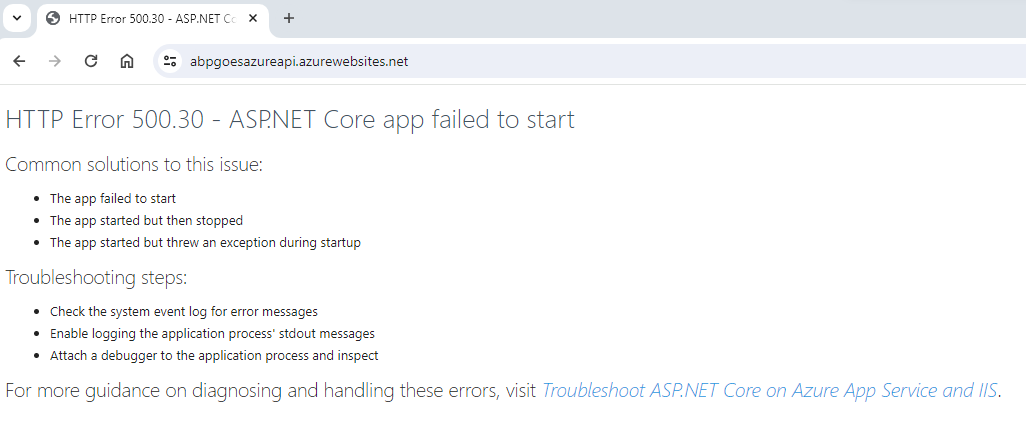 HTTP Error 500.30 - ASP.NET Co
abpgoesazureapi.azurewebsites.net
HTTP Error 500.30 - ASP.NET Core app failed to start
Common solutions to this issue:
• The app failed to start
• The app started but then stopped
• The app started but threw an exception during startup
Troubleshooting steps:
• Check the system event log for error messages
• Enable logging the application process' stdout messages
• Attach a debugger to the application process and inspect
For more guidance on diagnosing and handling these errors, visit Troubleshoot ASP.NET Core on Azure App Service and IIS.